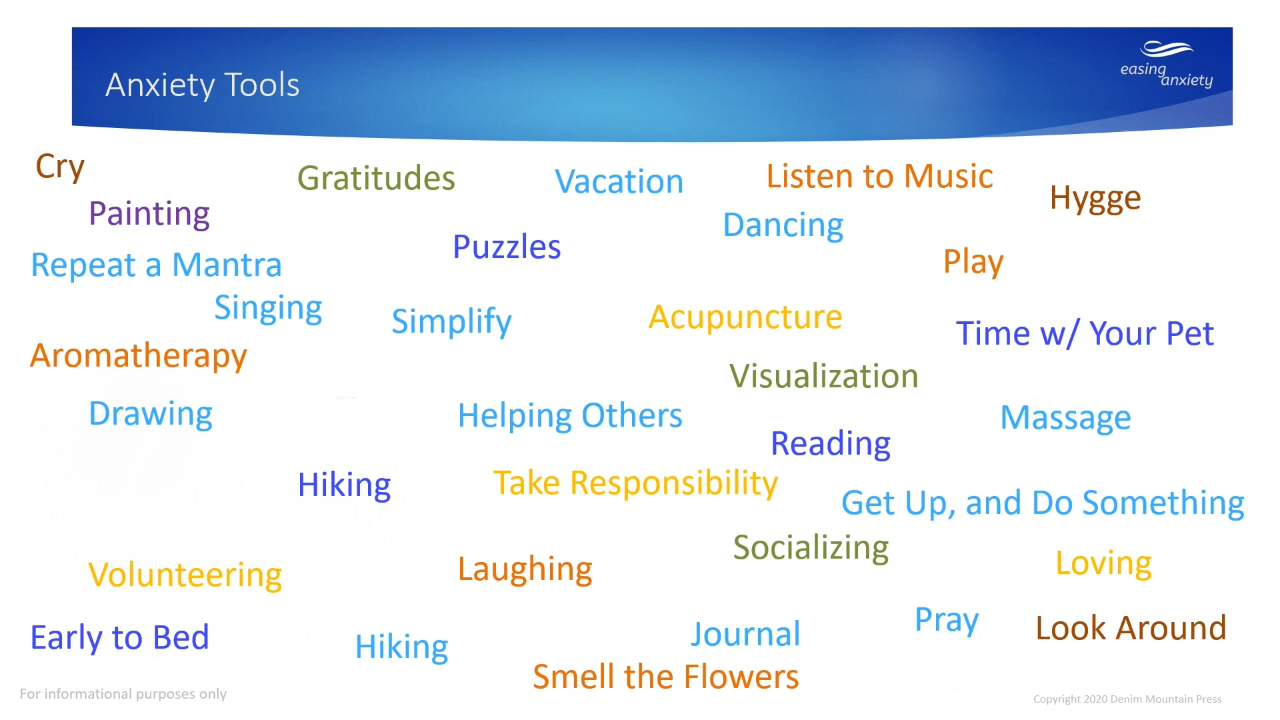 Anxiety Tools
easing
anxiety
Cry
Gratitudes
Vacation
Listen to Music
Hygge
Painting
Dancing
Puzzles
Repeat a Mantra
Play
Singing
Simplify
Acupuncture
Time w/ Your Pet
Aromatherapy
Visualization
Drawing
Helping Others
Massage
Reading
Hiking
Take Responsibility
Get Up, and Do Something
Socializing
Volunteering
Laughing
Loving
Early to Bed
Hiking
Journal
Pray
Look Around
Smell the Flowers
For informational purposes only
Copyright 2020 Denim Mountain Press